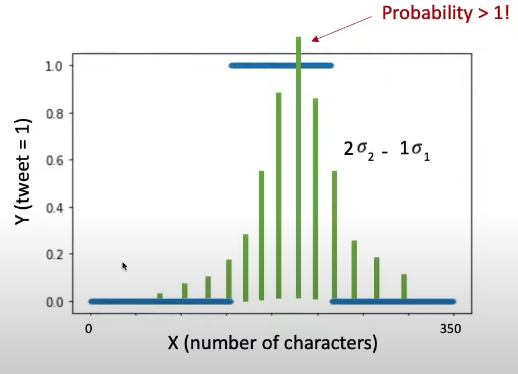 Probability > 1!
1.0
0.8
0.6
0.4
0.2
0.0
Y (tweet = 1)
2σ₂ - 1σ₁
0
350
X (number of characters)